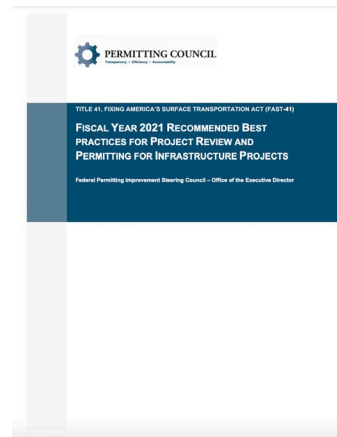 PERMITTING COUNCIL
Transparency • Efficiency • Accountability
TITLE 41, FIXING AMERICA'S SURFACE TRANSPORTATION ACT (FAST-41)
FISCAL YEAR 2021 RECOMMENDED BEST
PRACTICES FOR PROJECT REVIEW AND
PERMITTING FOR INFRASTRUCTURE PROJECTS
Federal Permitting Improvement Steering Council – Office of the Executive Director